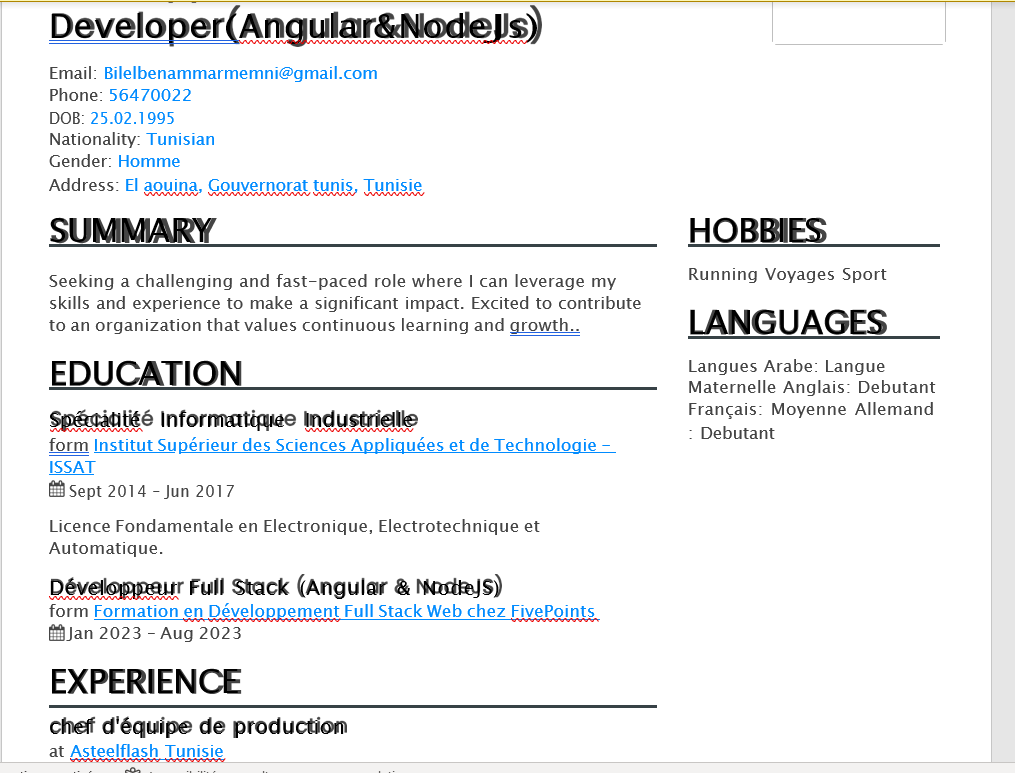 Developer(Angular&NodeJs)
Email: Bilelbenammarmemni@gmail.com
Phone: 56470022
DOB: 25.02.1995
Nationality: Tunisian
Gender: Homme
Address: El aouina, Gouvernorat tunis, Tunisie
SUMMARY
Seeking a challenging and fast-paced role where I can leverage my
skills and experience to make a significant impact. Excited to contribute
to an organization that values continuous learning and growth..
EDUCATION
Spécialité Informatique Industrielle
form Institut Supérieur des Sciences Appliquées et de Technologie -
ISSAT
Sept 2014 - Jun 2017
Licence Fondamentale en Electronique, Electrotechnique et
Automatique.
Développeur Full Stack (Angular & NodeJS)
form Formation en Développement Full Stack Web chez FivePoints
Jan 2023 - Aug 2023
EXPERIENCE
chef d'équipe de production
at Asteelflash Tunisie
HOBBIES
Running Voyages Sport
LANGUAGES
Langues Arabe: Langue
Maternelle Anglais: Debutant
Français: Moyenne Allemand
: Debutant